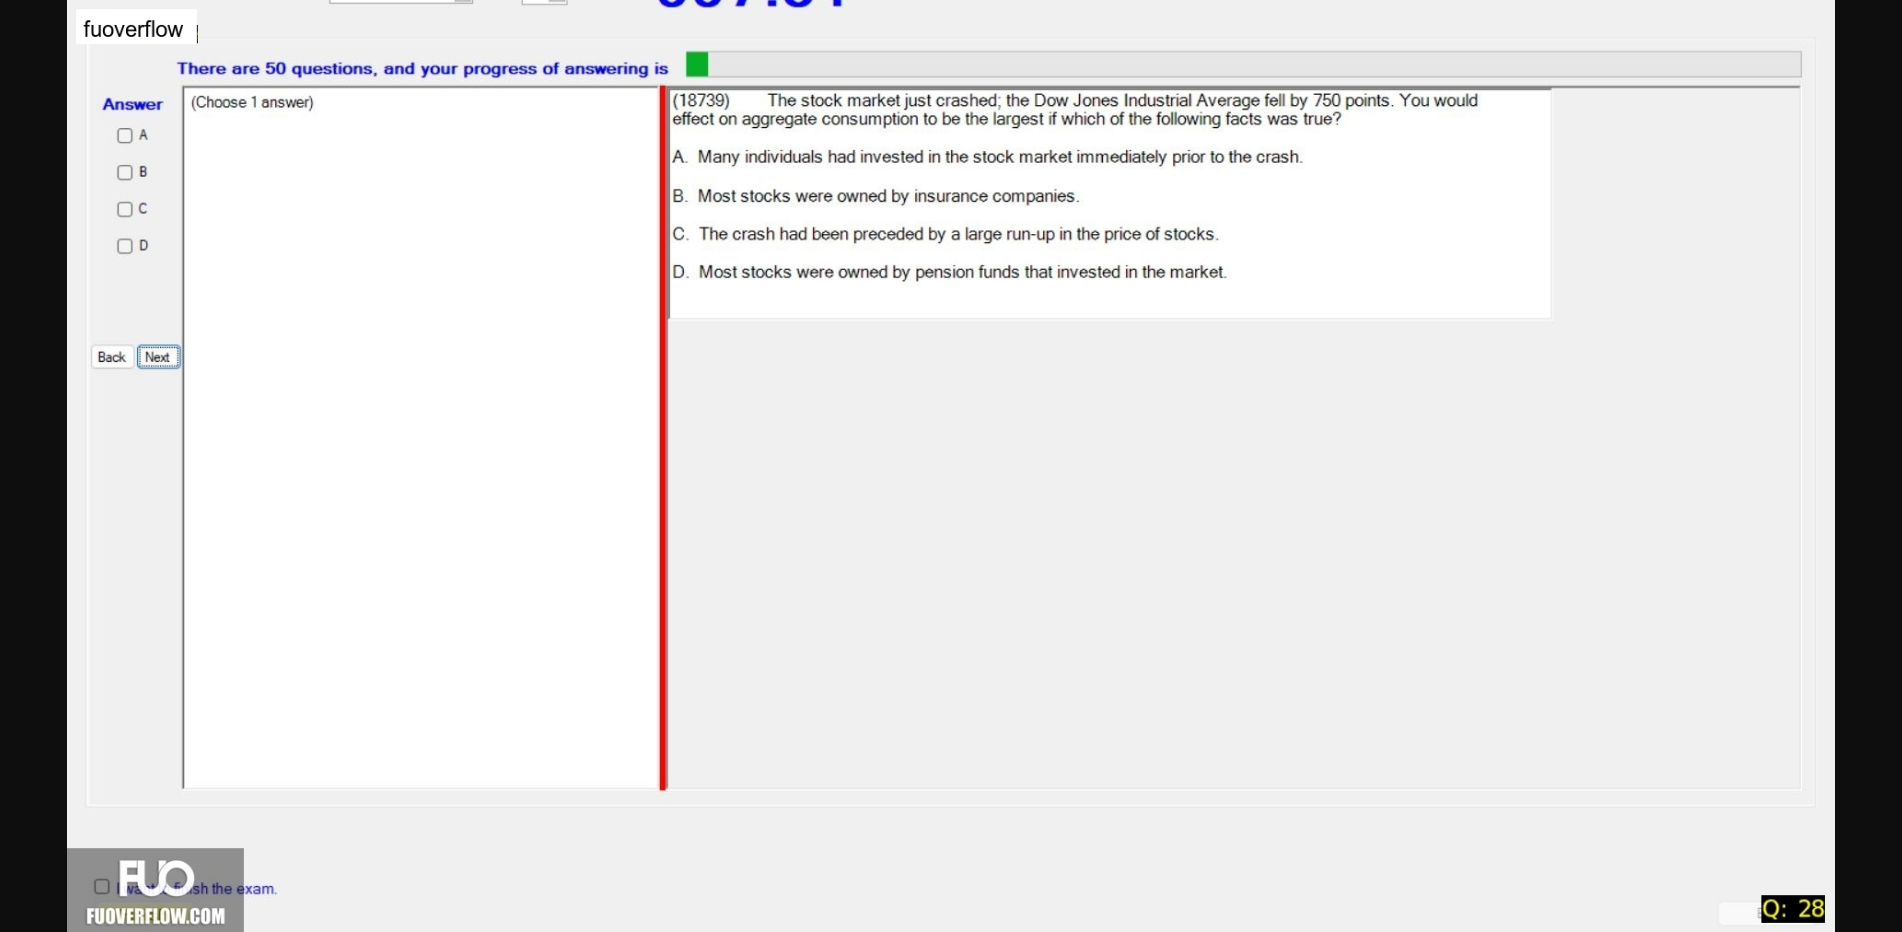 fuoverflow
There are 50 questions, and your progress of answering is
Answer
(Choose 1 answer)
A
B
C
D
Back
Next
(18739) The stock market just crashed; the Dow Jones Industrial Average fell by 750 points. You would
effect on aggregate consumption to be the largest if which of the following facts was true?
A. Many individuals had invested in the stock market immediately prior to the crash.
B. Most stocks were owned by insurance companies.
C. The crash had been preceded by a large run-up in the price of stocks.
D. Most stocks were owned by pension funds that invested in the market.
FUO
the exam.
FUOVERFLOW.COM
Q: 28